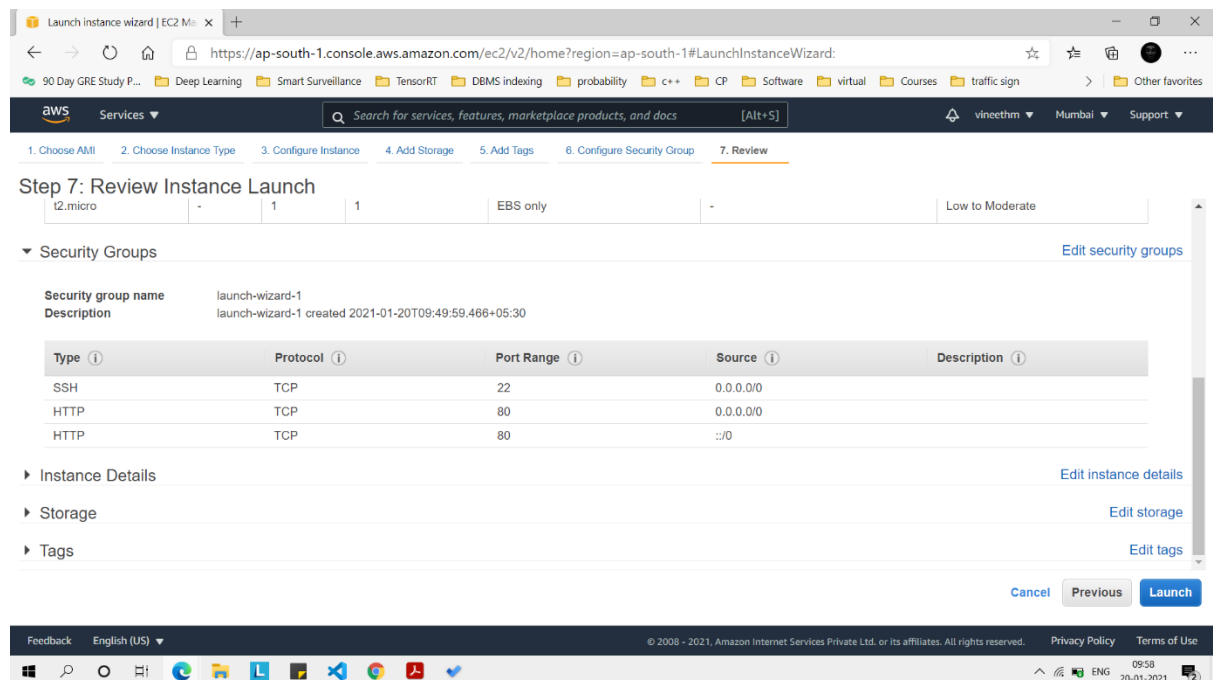 Launch instance wizard | EC2 Ma
https://ap-south-1.console.aws.amazon.com/ec2/v2/home?region=ap-south-1#LaunchInstanceWizard:
90 Day GRE Study P... Deep Learning Smart Surveillance TensorRT DBMS indexing probability c++ CP Software virtual Courses traffic sign Other favorites
aws Services Search for services, features, marketplace products, and docs [Alt+S] vineethm Mumbai Support
1. Choose AMI 2. Choose Instance Type 3. Configure Instance 4. Add Storage 5. Add Tags 6. Configure Security Group 7. Review
Step 7: Review Instance Launch
t2.micro - 1 1 EBS only - Low to Moderate
Security Groups Edit security groups
Security group name launch-wizard-1
Description launch-wizard-1 created 2021-01-20T09:49:59.466+05:30
Type Protocol Port Range Source Description
SSH TCP 22 0.0.0.0/0
HTTP TCP 80 0.0.0.0/0
HTTP TCP 80 ::/0
Instance Details Edit instance details
Storage Edit storage
Tags Edit tags
Cancel Previous Launch
Feedback English (US) © 2008 - 2021, Amazon Internet Services Private Ltd. or its affiliates. All rights reserved. Privacy Policy Terms of Use
ENG 09:58
20-01-2021